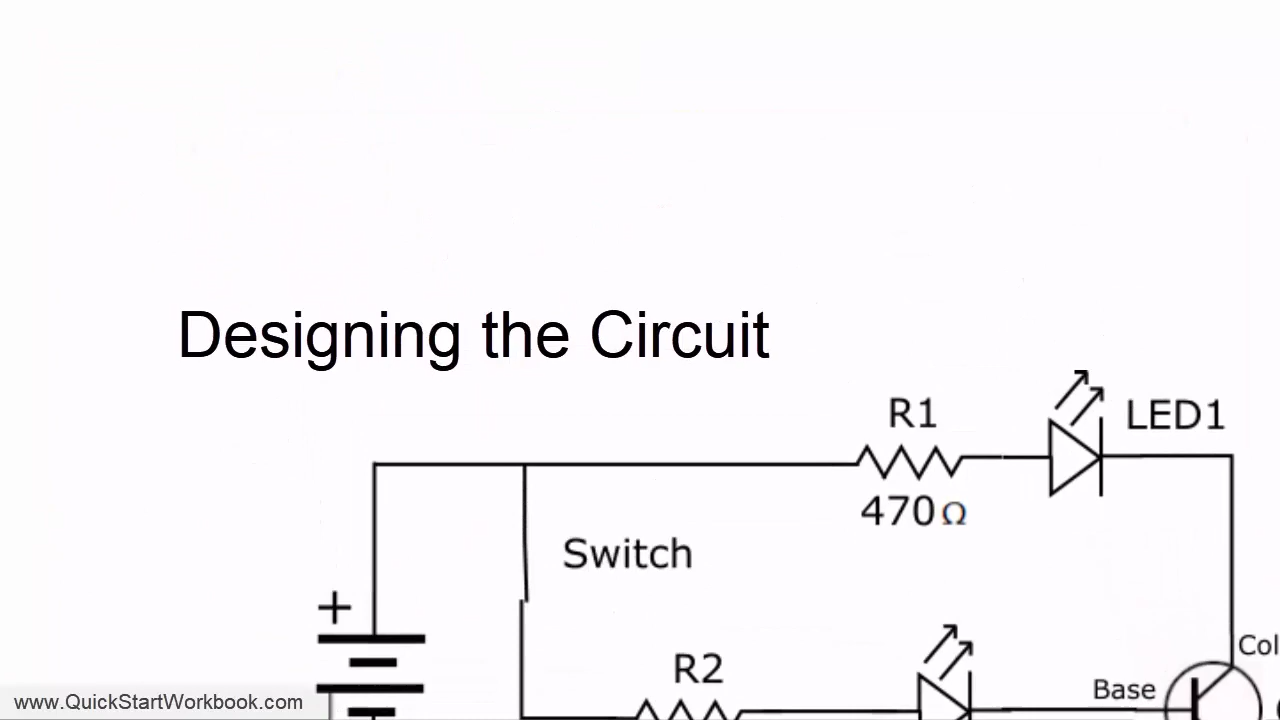 Designing the Circuit
R1
LED1
470Ω
Switch
+
R2
Col
Base
www.QuickStartWorkbook.com